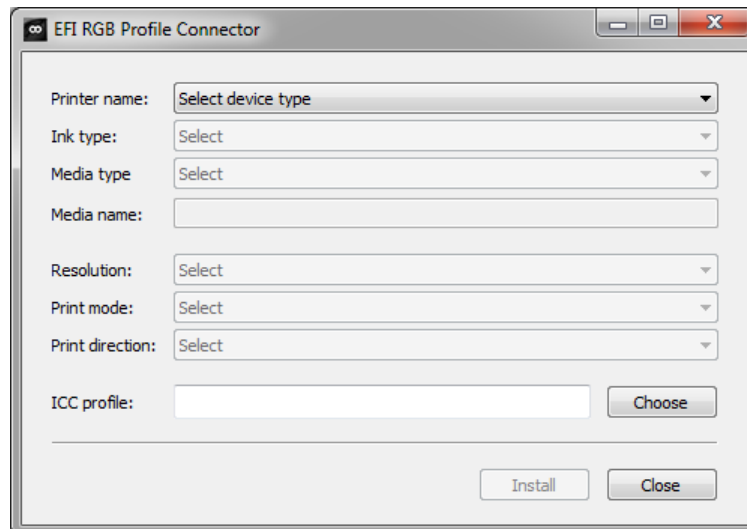 EFI RGB Profile Connector
Printer name: Select device type
Ink type: Select
Media type Select
Media name:
Resolution: Select
Print mode: Select
Print direction: Select
ICC profile: Choose
Install Close